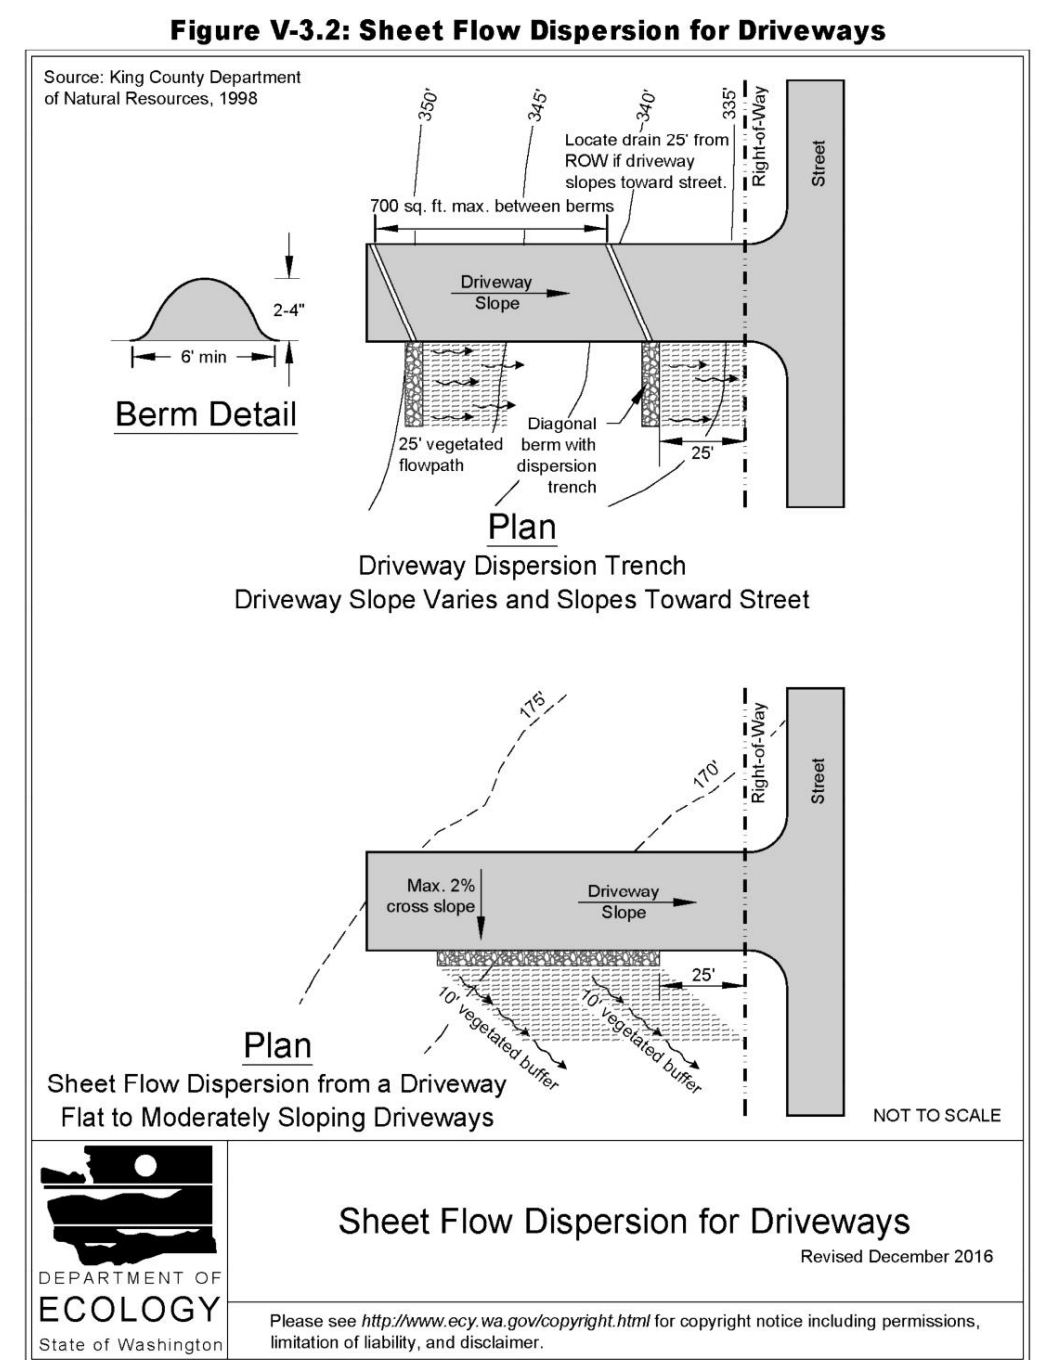 Figure V-3.2: Sheet Flow Dispersion for Driveways
Source: King County Department
of Natural Resources, 1998
350'
345'
340'
335'
Right-of-Way
Street
Locate drain 25' from
ROW if driveway
slopes toward street.
700 sq. ft. max. between berms
Driveway
Slope
2-4"
6' min
Berm Detail
25' vegetated
flowpath
Diagonal
berm with
dispersion
trench
25'
Plan
Driveway Dispersion Trench
Driveway Slope Varies and Slopes Toward Street
175'
170'
Right-of-Way
Street
Max. 2%
cross slope
Driveway
Slope
25'
10' vegetated buffer
10' vegetated buffer
Plan
Sheet Flow Dispersion from a Driveway
Flat to Moderately Sloping Driveways
NOT TO SCALE
DEPARTMENT OF
ECOLOGY
State of Washington
Sheet Flow Dispersion for Driveways
Revised December 2016
Please see http://www.ecy.wa.gov/copyright.html for copyright notice including permissions,
limitation of liability, and disclaimer.